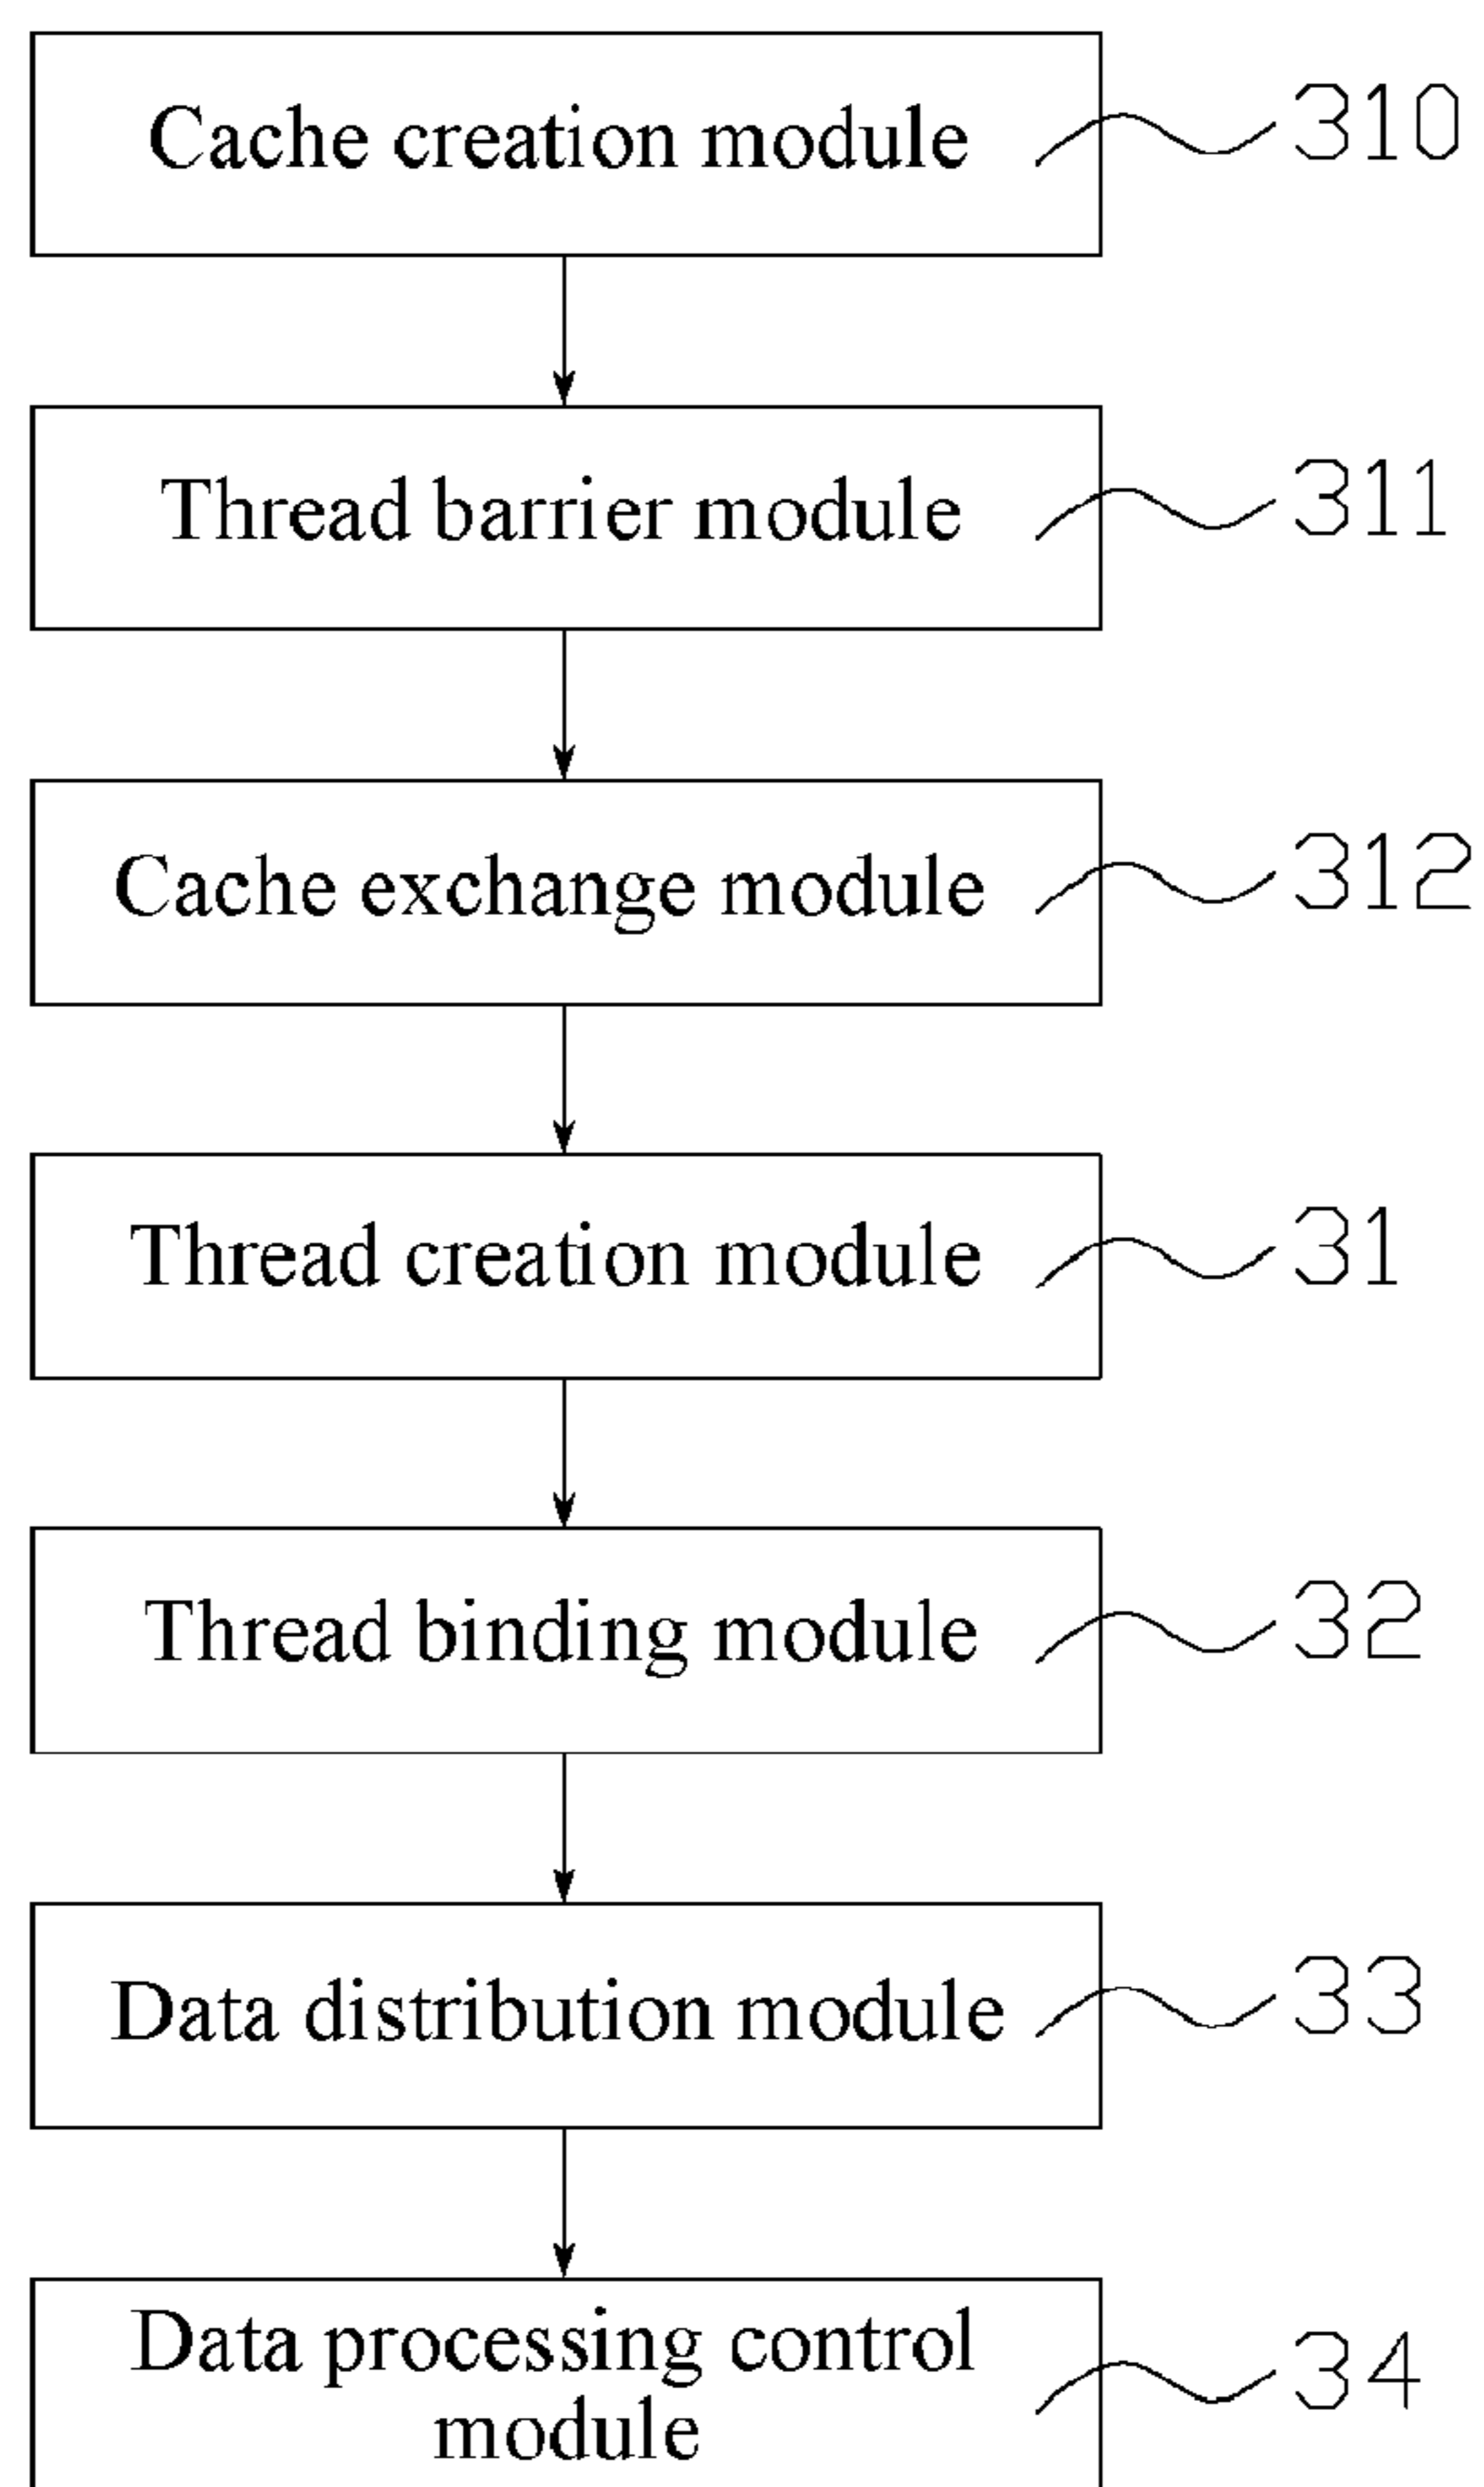 Cache creation module 310
Thread barrier module 311
Cache exchange module 312
Thread creation module 31
Thread binding module 32
Data distribution module 33
Data processing control 34
module